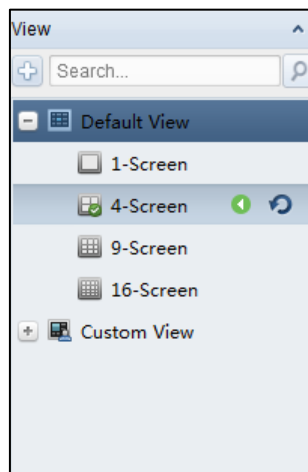 View
Search...
Default View
1-Screen
4-Screen
9-Screen
16-Screen
Custom View